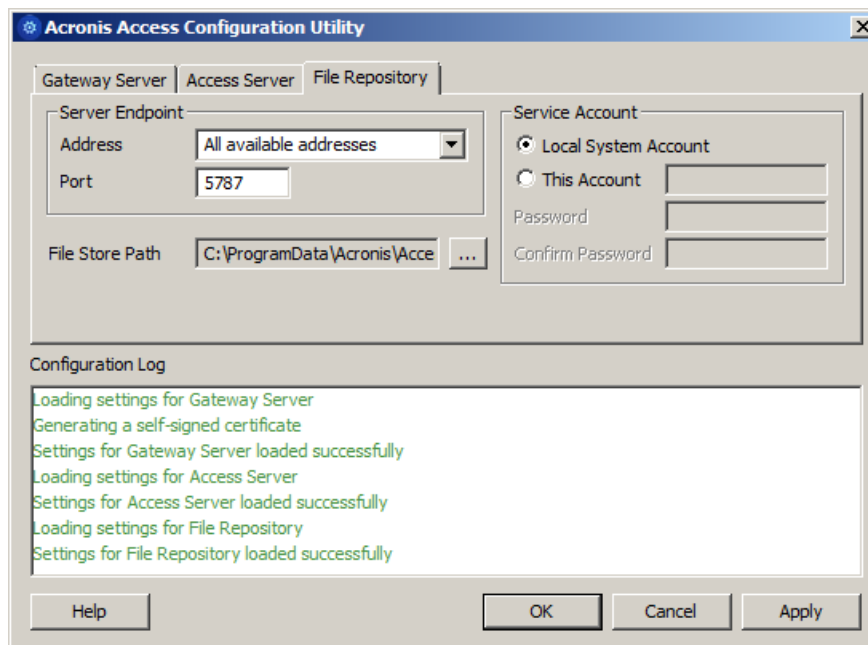 Acronis Access Configuration Utility
Gateway Server
Access Server
File Repository
Server Endpoint
Address
All available addresses
Port
5787
File Store Path
C:\ProgramData\Acronis\Acce
...
Service Account
Local System Account
This Account
Password
Confirm Password
Configuration Log
Loading settings for Gateway Server
Generating a self-signed certificate
Settings for Gateway Server loaded successfully
Loading settings for Access Server
Settings for Access Server loaded successfully
Loading settings for File Repository
Settings for File Repository loaded successfully
Help
OK
Cancel
Apply